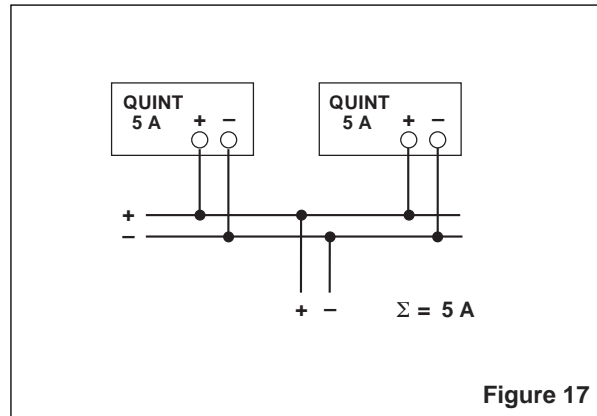 QUINT
5 A
+ −
QUINT
5 A
+ −
+
−
+ − Σ = 5 A
Figure 17